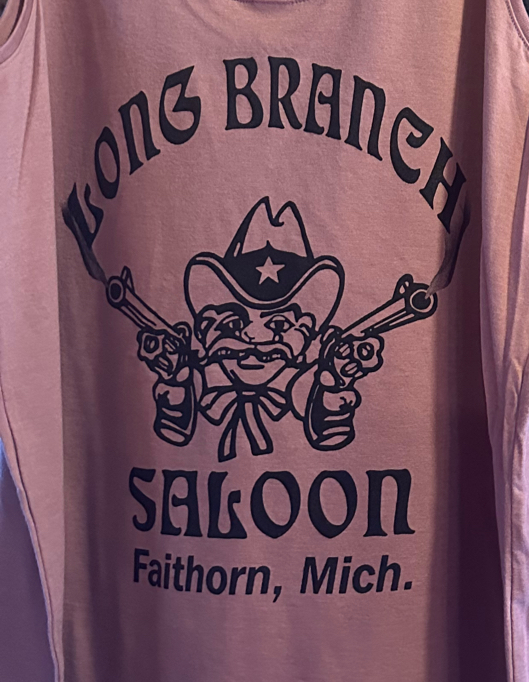 LONG BRANCH
SALOON
Faithorn, Mich.